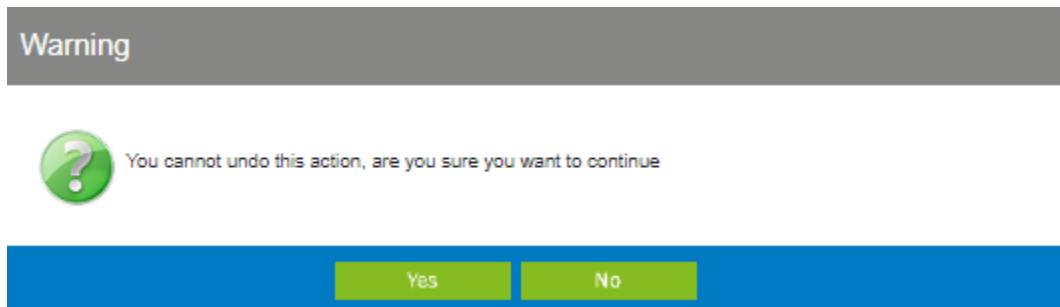 Warning
?
You cannot undo this action, are you sure you want to continue
Yes No